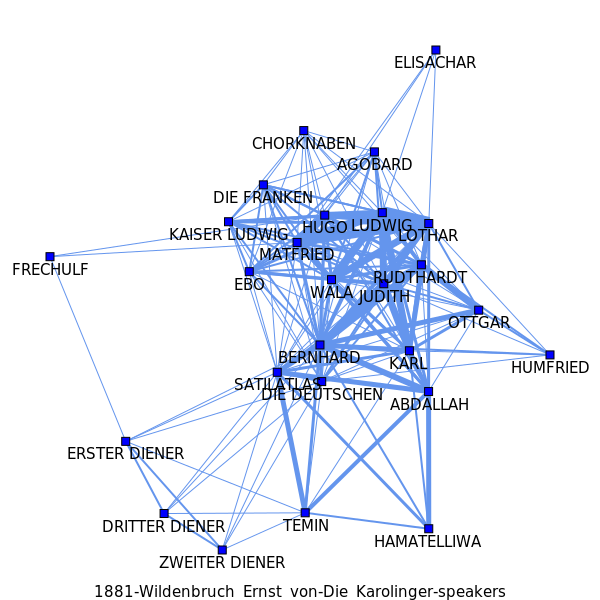 ELISACHAR
CHORKNABEN
AGOBARD
DIE FRANKEN
HUGO
LUDWIG
KAISER LUDWIG
LOTHAR
MATFRIED
FRECHULF
EBO
RUDTHARDT
WALA
JUDITH
OTTGAR
BERNHARD
KARL
HUMFRIED
SATILATLAS
DIE DEUTSCHEN
ABDALLAH
ERSTER DIENER
DRITTER DIENER
TEMIN
HAMATELLIWA
ZWEITER DIENER
1881-Wildenbruch_Ernst_von-Die_Karolinger-speakers